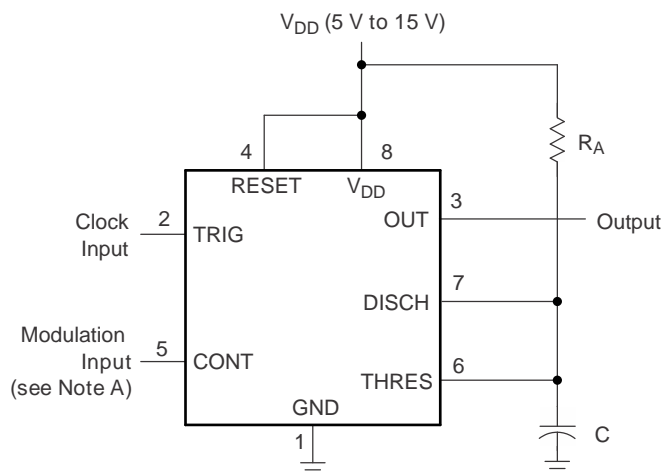 V_DD (5 V to 15 V)
R_A
4
8
RESET
V_DD
3
Clock
Input
2
TRIG
OUT
Output
7
DISCH
Modulation
Input
(see Note A)
5
CONT
6
THRES
GND
1
C